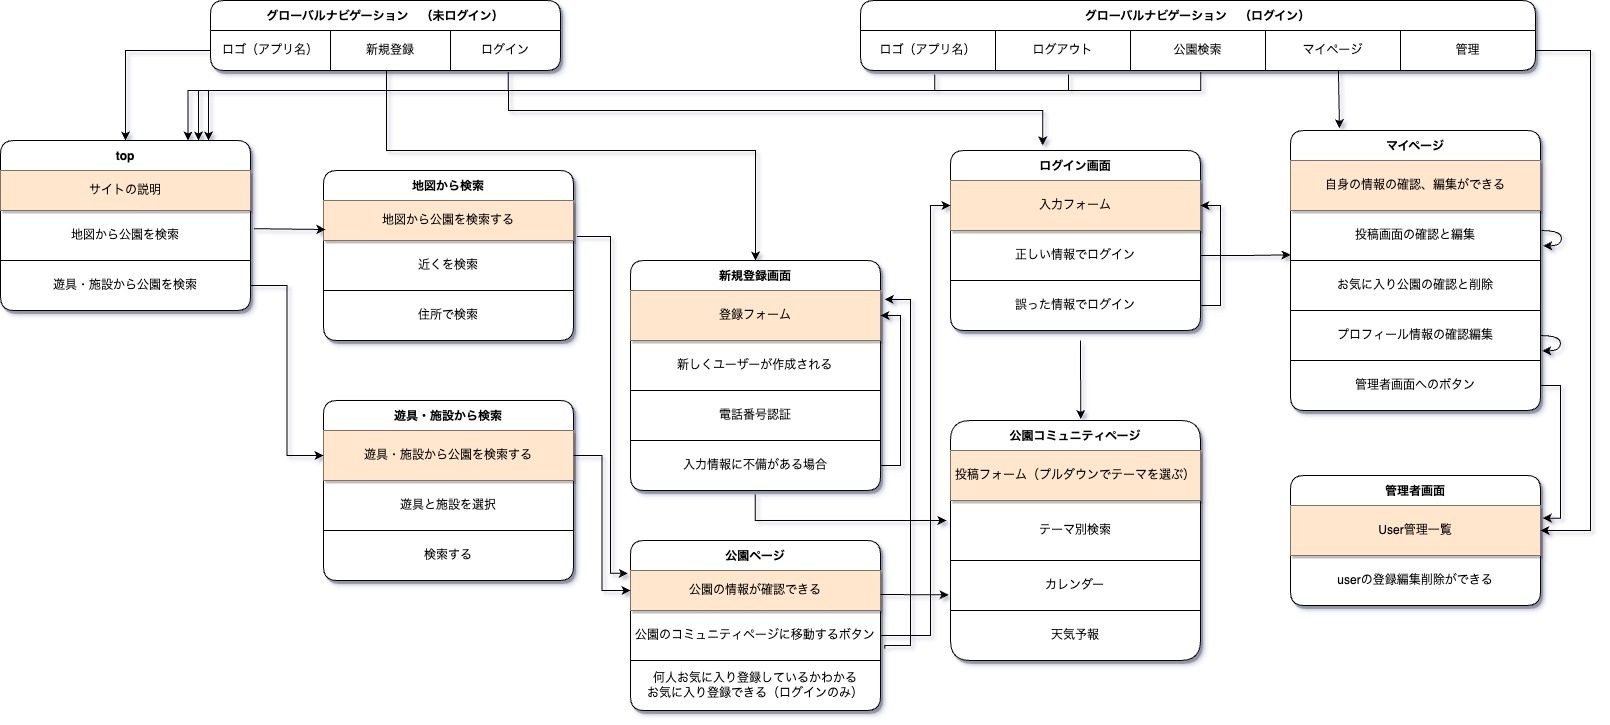 グローバルナビゲーション　（未ログイン）
ロゴ（アプリ名）
新規登録
ログイン
グローバルナビゲーション　（ログイン）
ロゴ（アプリ名）
ログアウト
公園検索
マイページ
管理
top
サイトの説明
地図から公園を検索
遊具・施設から公園を検索
地図から検索
地図から公園を検索する
近くを検索
住所で検索
遊具・施設から検索
遊具・施設から公園を検索する
遊具と施設を選択
検索する
新規登録画面
登録フォーム
新しくユーザーが作成される
電話番号認証
入力情報に不備がある場合
公園ページ
公園の情報が確認できる
公園のコミュニティページに移動するボタン
何人お気に入り登録しているかわかる
お気に入り登録できる（ログインのみ）
ログイン画面
入力フォーム
正しい情報でログイン
誤った情報でログイン
公園コミュニティページ
投稿フォーム（プルダウンでテーマを選ぶ）
テーマ別検索
カレンダー
天気予報
マイページ
自身の情報の確認、編集ができる
投稿画面の確認と編集
お気に入り公園の確認と削除
プロフィール情報の確認編集
管理者画面へのボタン
管理者画面
User管理一覧
userの登録編集削除ができる